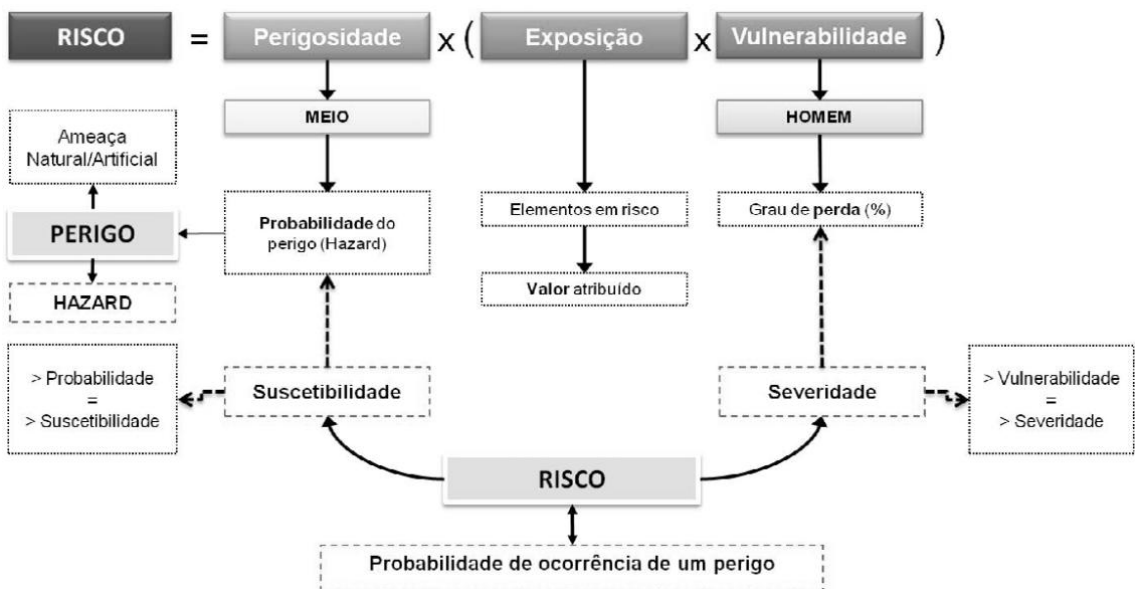 RISCO = Perigosidade x ( Exposição x Vulnerabilidade )
MEIO
HOMEM
Ameaça
Natural/Artificial
PERIGO
HAZARD
Probabilidade do
perigo (Hazard)
Elementos em risco
Valor atribuído
Grau de perda (%)
> Probabilidade
=
> Suscetibilidade
Suscetibilidade
Severidade
> Vulnerabilidade
=
> Severidade
RISCO
Probabilidade de ocorrência de um perigo